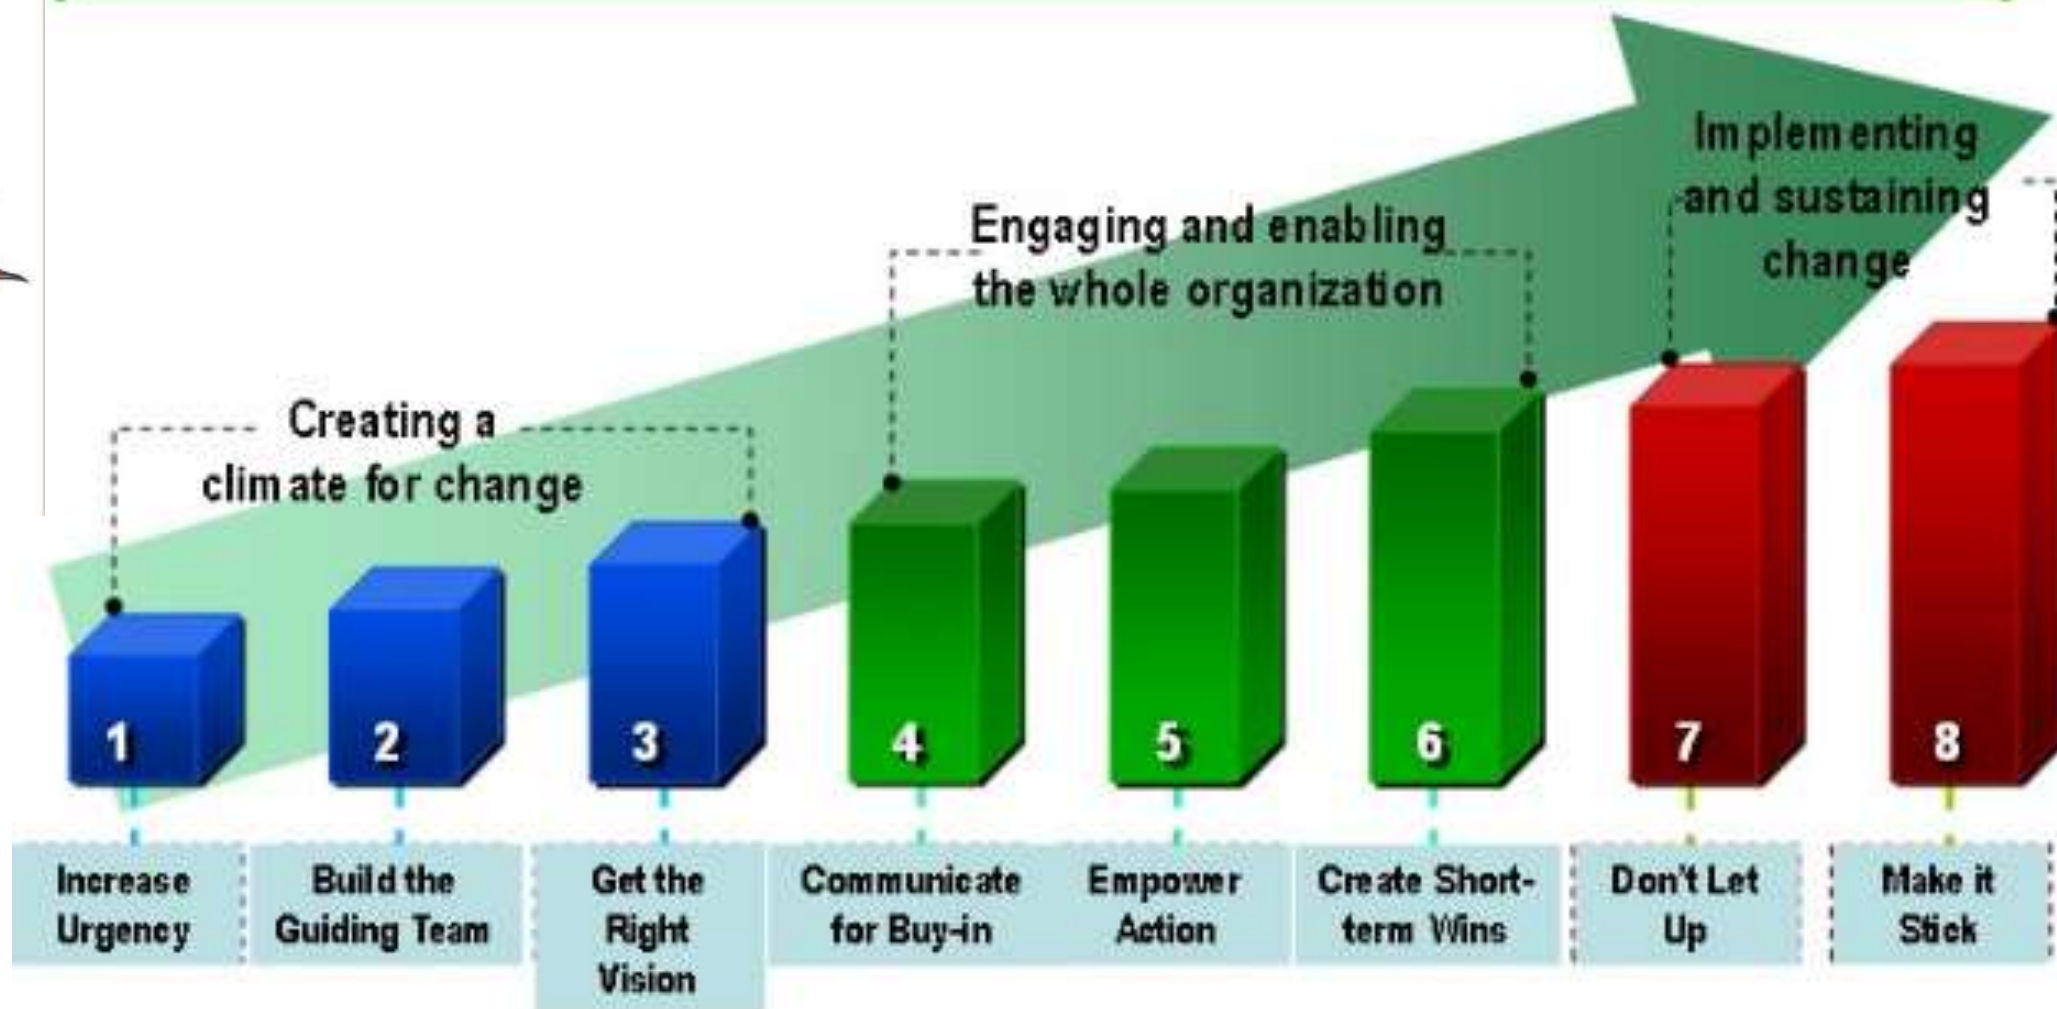 Implementing
and sustaining
change
Engaging and enabling
the whole organization
Creating a
climate for change
1
2
3
4
5
6
7
8
Increase
Urgency
Build the
Guiding Team
Get the
Right
Vision
Communicate
for Buy-in
Empower
Action
Create Short-
term Wins
Don't Let
Up
Make it
Stick